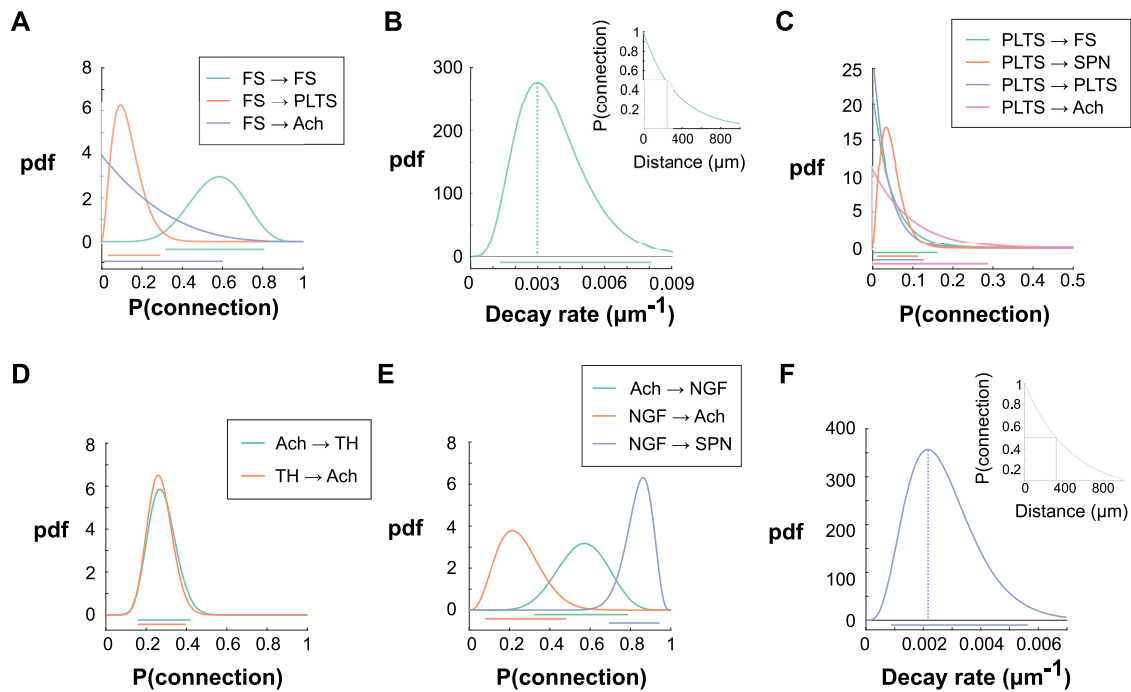 A
FS → FS
FS → PLTS
FS → Ach
pdf
8
6
4
2
0
0
0.2
0.4
0.6
0.8
1
P(connection)
B
pdf
300
200
100
0
0
0.003
0.006
0.009
Decay rate (µm⁻¹)
P(connection)
1
0.8
0.6
0.4
0.2
0
400
800
Distance (µm)
C
PLTS → FS
PLTS → SPN
PLTS → PLTS
PLTS → Ach
pdf
25
20
15
10
5
0
0
0.1
0.2
0.3
0.4
0.5
P(connection)
D
Ach → TH
TH → Ach
pdf
8
6
4
2
0
0
0.2
0.4
0.6
0.8
1
P(connection)
E
Ach → NGF
NGF → Ach
NGF → SPN
pdf
8
6
4
2
0
0
0.2
0.4
0.6
0.8
1
P(connection)
F
pdf
400
300
200
100
0
0
0.002
0.004
0.006
Decay rate (µm⁻¹)
P(connection)
1
0.8
0.6
0.4
0.2
0
400
800
Distance (µm)